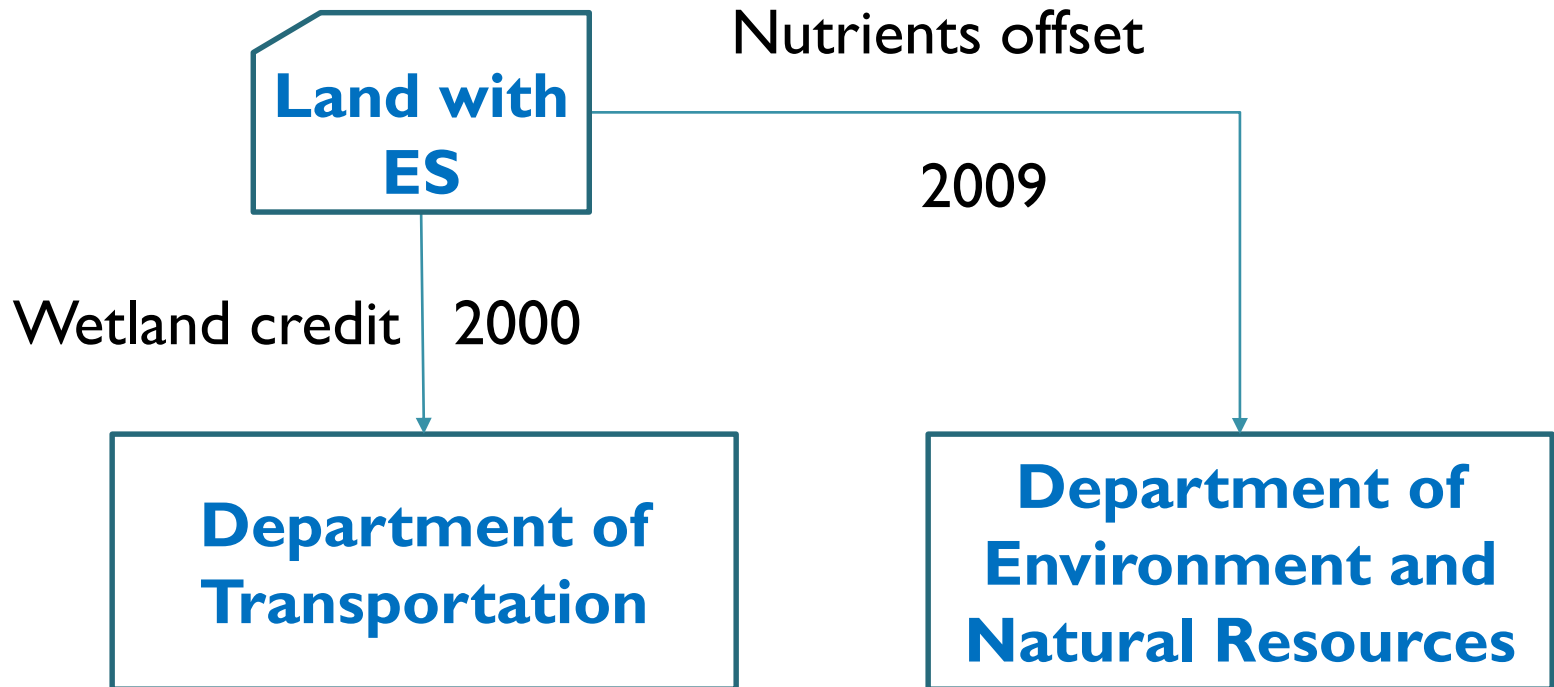 Nutrients offset
Land with
ES
2009
Wetland credit
2000
Department of
Transportation
Department of
Environment and
Natural Resources